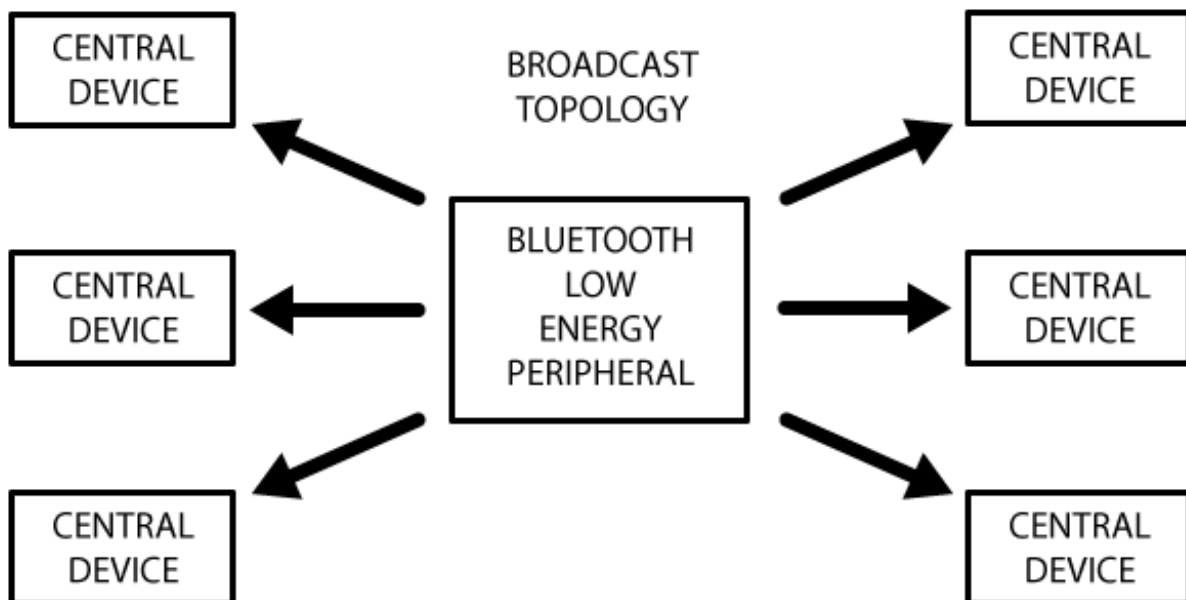 CENTRAL
DEVICE
BROADCAST
TOPOLOGY
CENTRAL
DEVICE
CENTRAL
DEVICE
BLUETOOTH
LOW
ENERGY
PERIPHERAL
CENTRAL
DEVICE
CENTRAL
DEVICE
CENTRAL
DEVICE